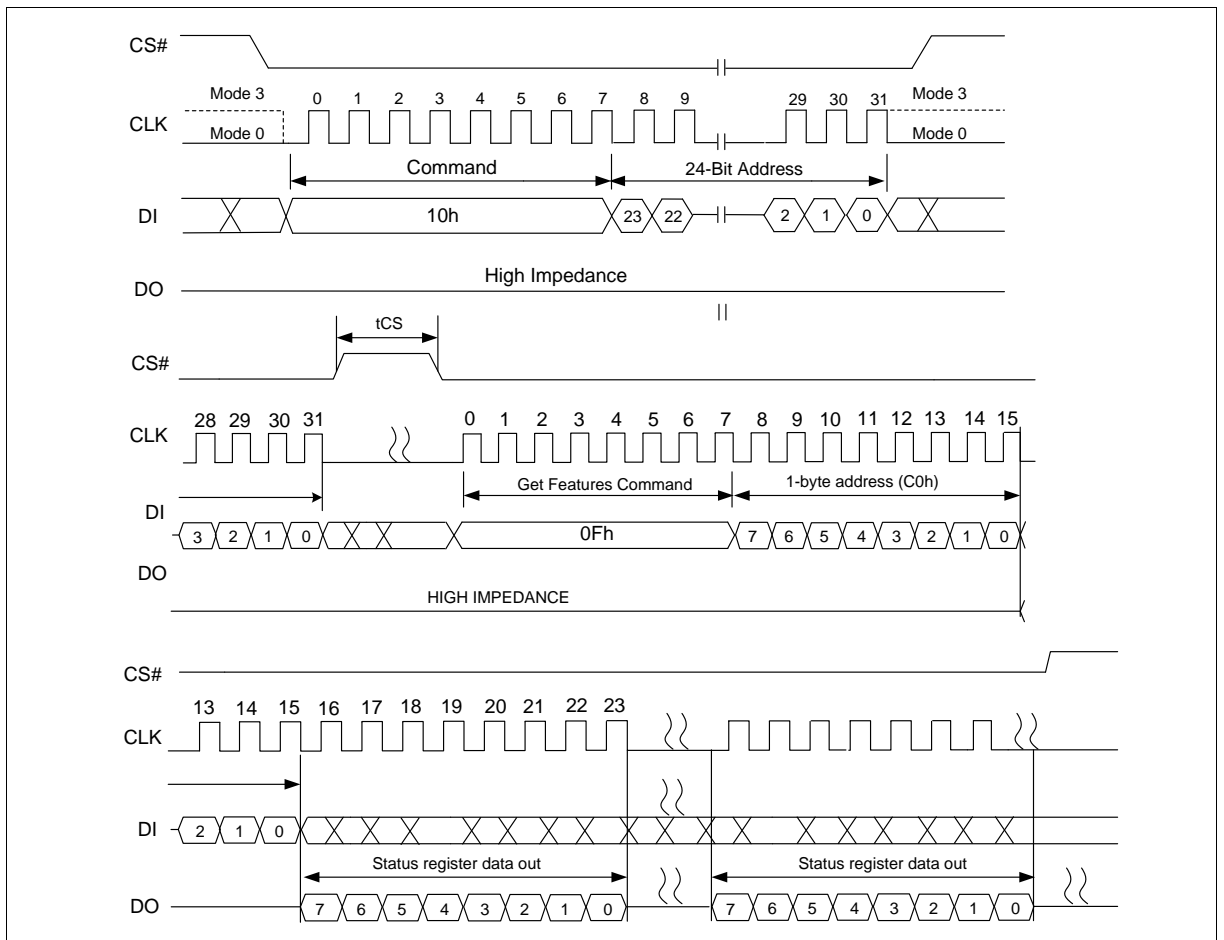 CS#
Mode 3
0 1 2 3 4 5 6 7 8 9 29 30 31
Mode 3
CLK
Mode 0
Mode 0
Command
24-Bit Address
DI
10h
23 22 2 1 0
High Impedance
DO
tCS
CS#
28 29 30 31 0 1 2 3 4 5 6 7 8 9 10 11 12 13 14 15
CLK
Get Features Command
1-byte address (C0h)
DI
3 2 1 0 0Fh 7 6 5 4 3 2 1 0
DO
HIGH IMPEDANCE
CS#
13 14 15 16 17 18 19 20 21 22 23
CLK
DI
2 1 0
Status register data out
Status register data out
DO
7 6 5 4 3 2 1 0 7 6 5 4 3 2 1 0